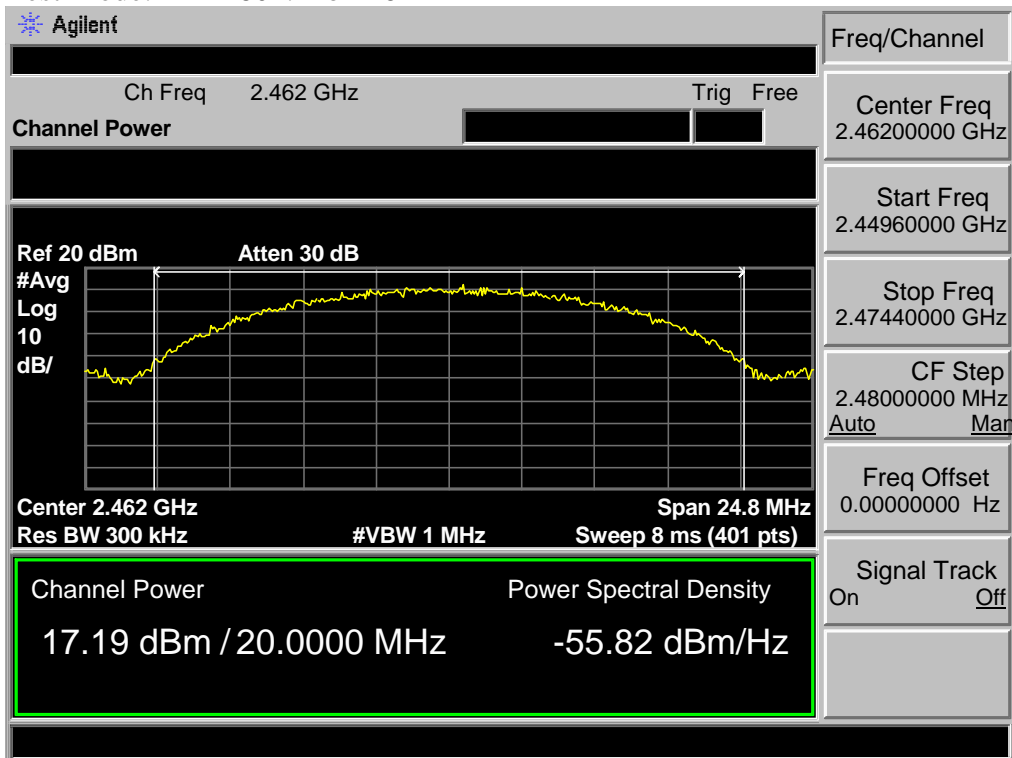 Agilent
Freq/Channel
Ch Freq 2.462 GHz Trig Free
Channel Power
Center Freq
2.46200000 GHz
Start Freq
2.44960000 GHz
Ref 20 dBm Atten 30 dB
#Avg
Log
10
dB/
Stop Freq
2.47440000 GHz
CF Step
2.48000000 MHz
Auto Man
Center 2.462 GHz Span 24.8 MHz
Res BW 300 kHz #VBW 1 MHz Sweep 8 ms (401 pts)
Freq Offset
0.00000000 Hz
Channel Power Power Spectral Density
17.19 dBm / 20.0000 MHz -55.82 dBm/Hz
Signal Track
On Off